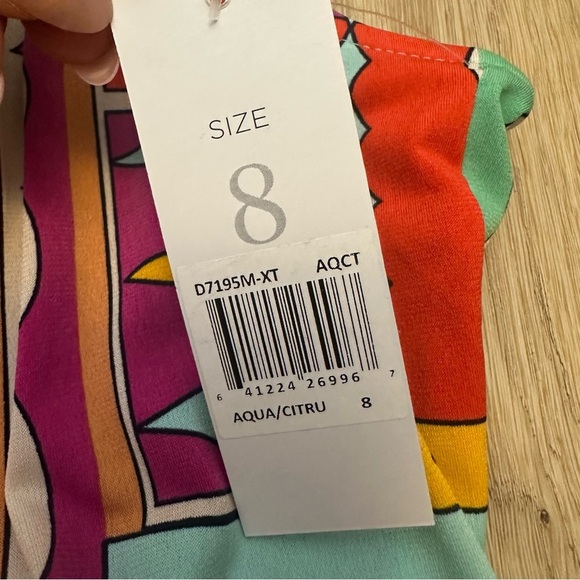 SIZE
8
D7195M-XT AQCT
6 41224 26996 7
AQUA/CITRU 8